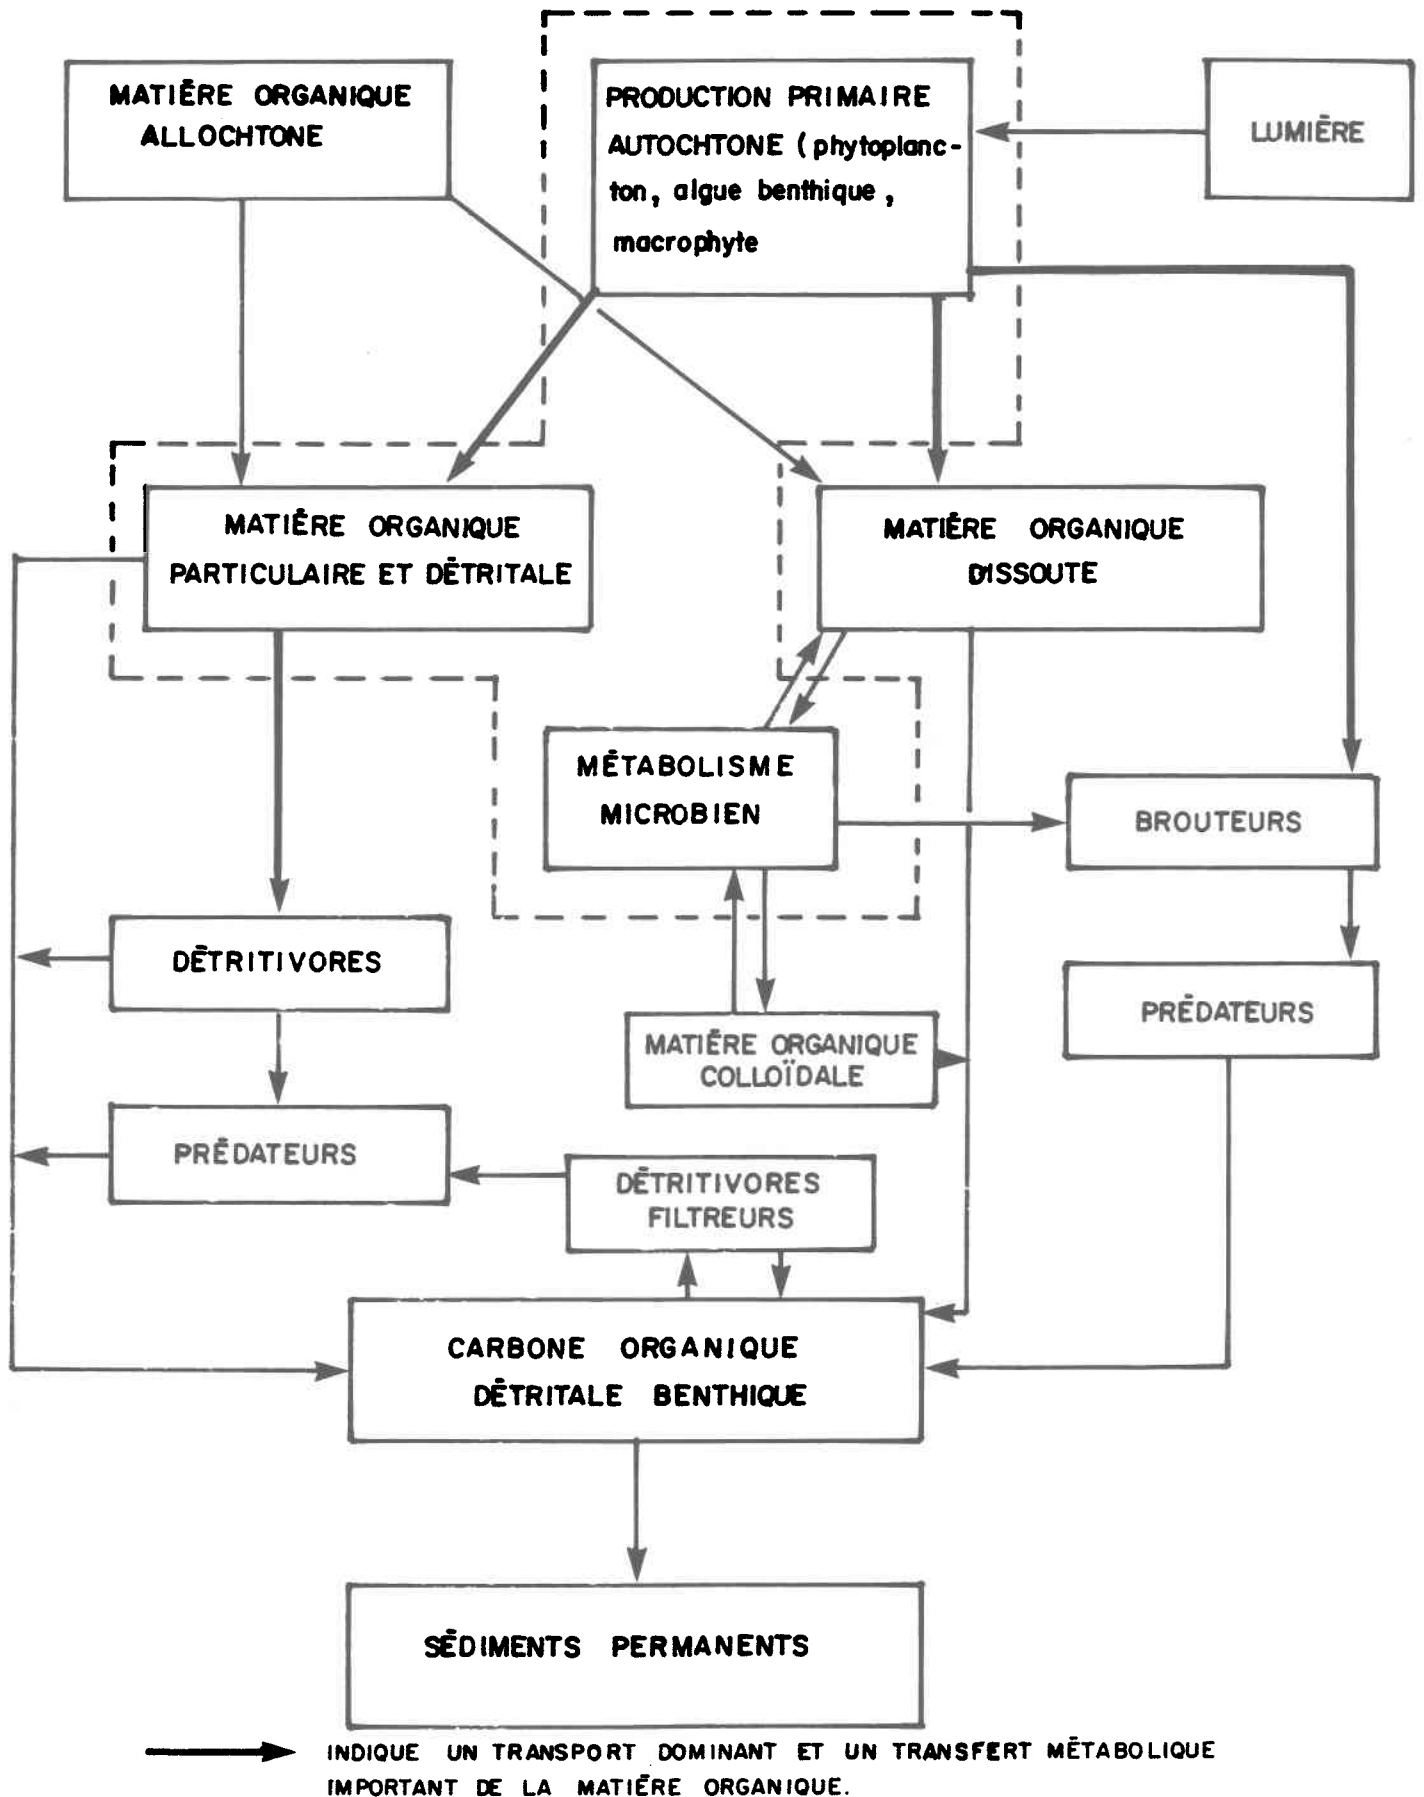 MATIÈRE ORGANIQUE
ALLOCHTONE
PRODUCTION PRIMAIRE
AUTOCHTONE (phytoplanc-
ton, algue benthique,
macrophyte
LUMIÈRE
MATIÈRE ORGANIQUE
PARTICULAIRE ET DÉTRITALE
MATIÈRE ORGANIQUE
DISSOUTE
MÉTABOLISME
MICROBIEN
BROUTEURS
DÉTRITIVORES
PRÉDATEURS
MATIÈRE ORGANIQUE
COLLOÏDALE
PRÉDATEURS
DÉTRITIVORES
FILTREURS
CARBONE ORGANIQUE
DÉTRITALE BENTHIQUE
SÉDIMENTS PERMANENTS
INDIQUE UN TRANSPORT DOMINANT ET UN TRANSFERT MÉTABOLIQUE
IMPORTANT DE LA MATIÈRE ORGANIQUE.